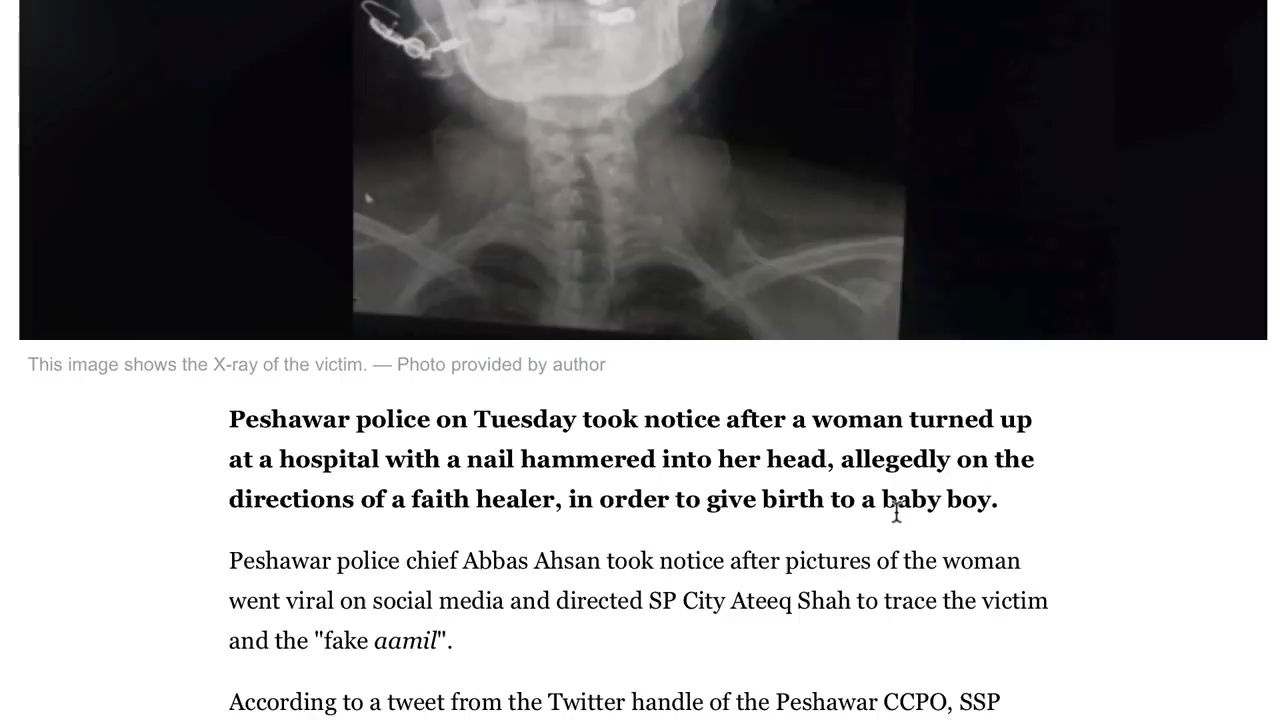 This image shows the X-ray of the victim. — Photo provided by author
Peshawar police on Tuesday took notice after a woman turned up
at a hospital with a nail hammered into her head, allegedly on the
directions of a faith healer, in order to give birth to a baby boy.
Peshawar police chief Abbas Ahsan took notice after pictures of the woman
went viral on social media and directed SP City Ateeq Shah to trace the victim
and the "fake aamil".
According to a tweet from the Twitter handle of the Peshawar CCPO, SSP